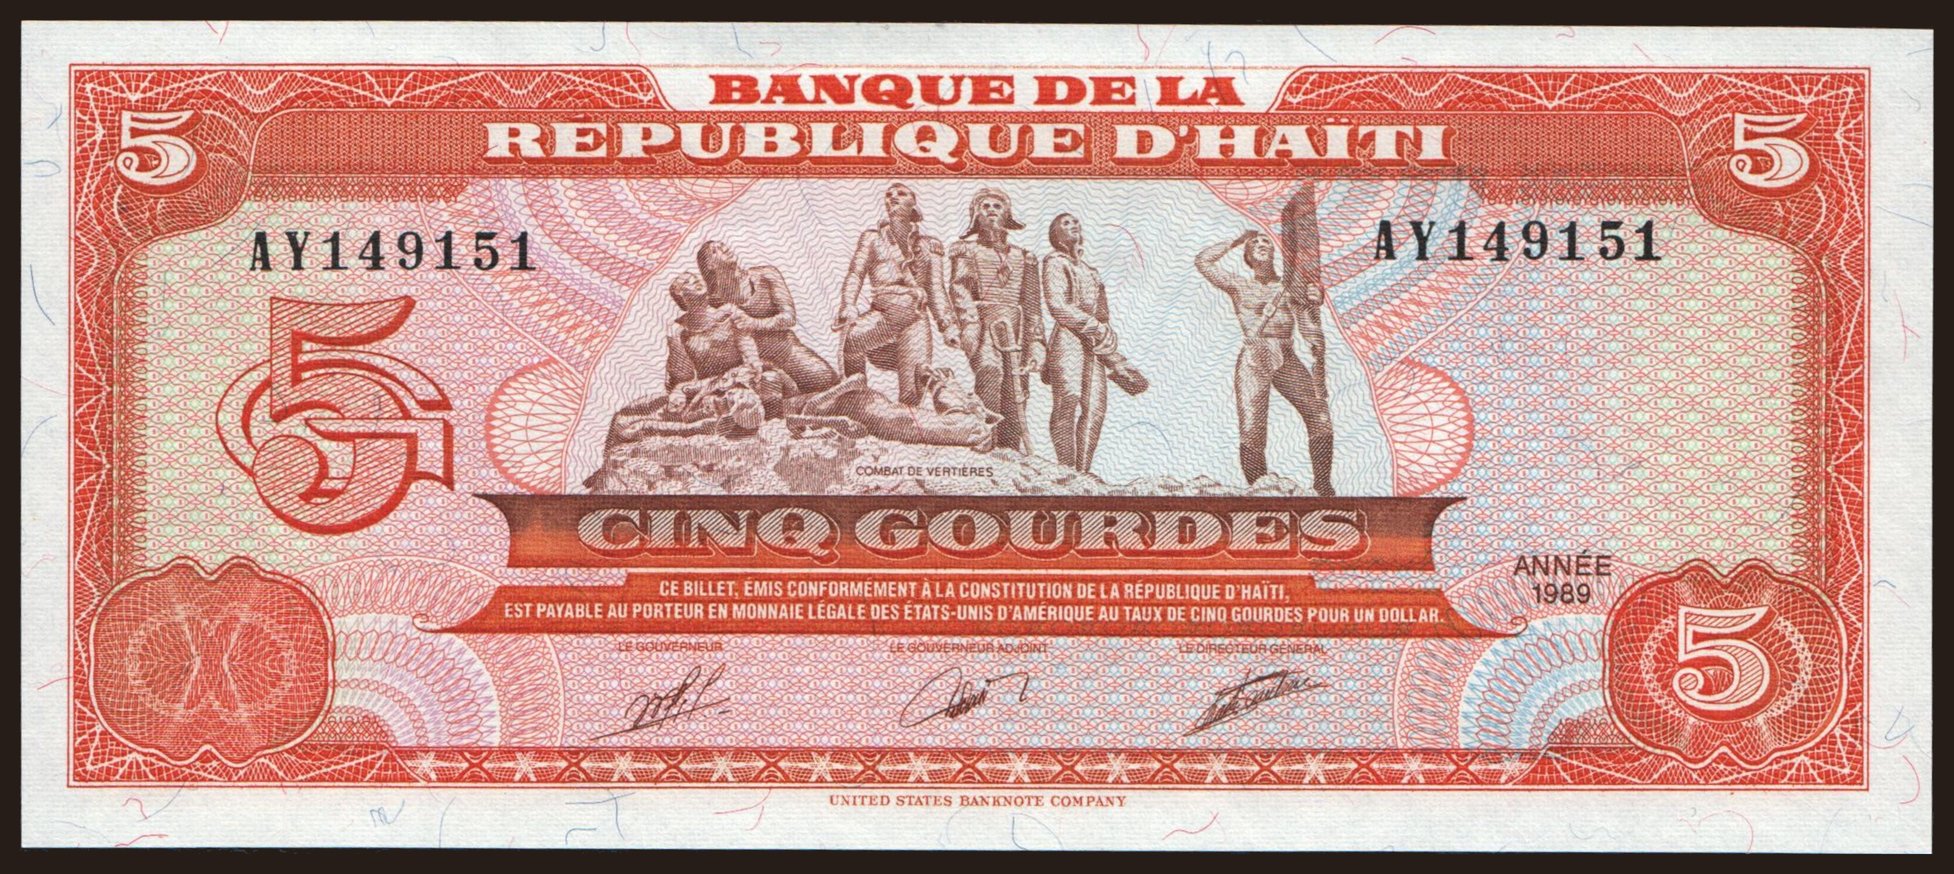 BANQUE DE LA
5 RÉPUBLIQUE D'HAÏTI 5
AY149151 AY149151
5G
COMBAT DE VERTIÈRES
CINQ GOURDES
ANNÉE
1989
CE BILLET, ÉMIS CONFORMÉMENT À LA CONSTITUTION DE LA RÉPUBLIQUE D'HAÏTI,
EST PAYABLE AU PORTEUR EN MONNAIE LÉGALE DES ÉTATS-UNIS D'AMÉRIQUE AU TAUX DE CINQ GOURDES POUR UN DOLLAR.
5
LE GOUVERNEUR LE GOUVERNEUR ADJOINT LE DIRECTEUR GÉNÉRAL
UNITED STATES BANKNOTE COMPANY